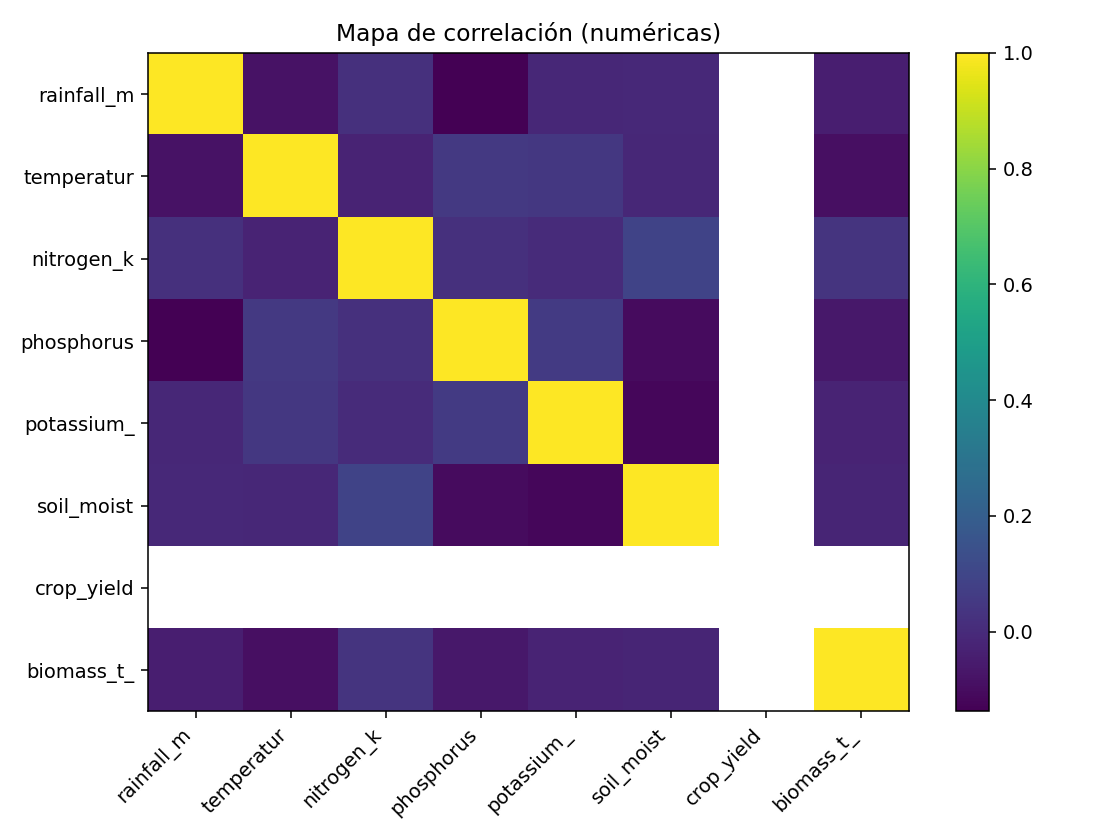 Mapa de correlación (numéricas)
rainfall_m
temperatur
nitrogen_k
phosphorus
potassium_
soil_moist
crop_yield
biomass_t_
rainfall_m
temperatur
nitrogen_k
phosphorus
potassium_
soil_moist
crop_yield
biomass_t_
1.0
0.8
0.6
0.4
0.2
0.0